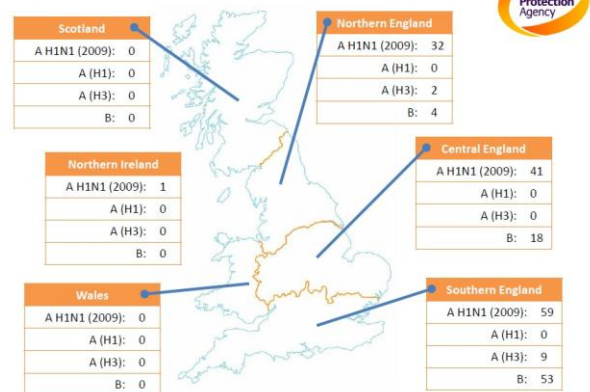 Protection
Agency
Scotland
A H1N1 (2009): 0
A (H1): 0
A (H3): 0
B: 0
Northern England
A H1N1 (2009): 32
A (H1): 0
A (H3): 2
B: 4
Northern Ireland
A H1N1 (2009): 1
A (H1): 0
A (H3): 0
B: 0
Central England
A H1N1 (2009): 41
A (H1): 0
A (H3): 0
B: 18
Wales
A H1N1 (2009): 0
A (H1): 0
A (H3): 0
B: 0
Southern England
A H1N1 (2009): 59
A (H1): 0
A (H3): 9
B: 53